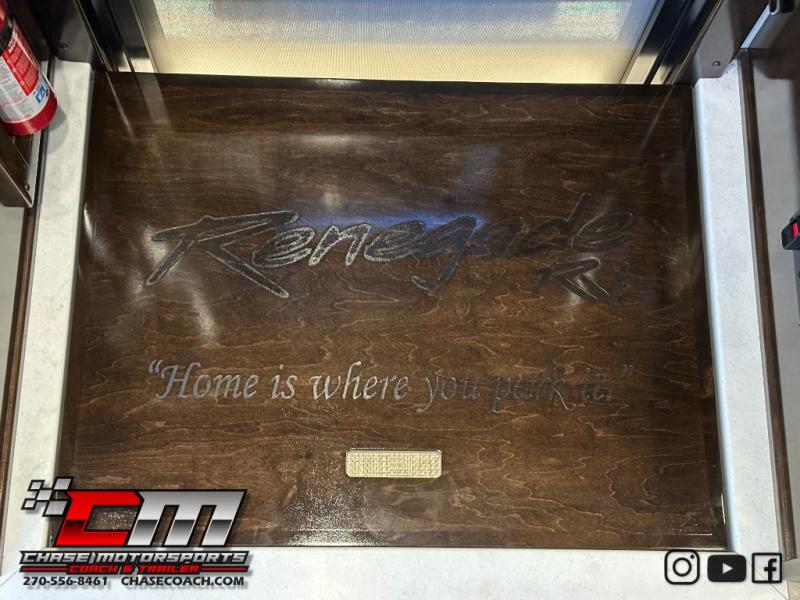 Renegade
RV
“Home is where you park it.”
CM
CHASE MOTORSPORTS
COACH & TRAILER
270-556-8461 CHASECOACH.COM